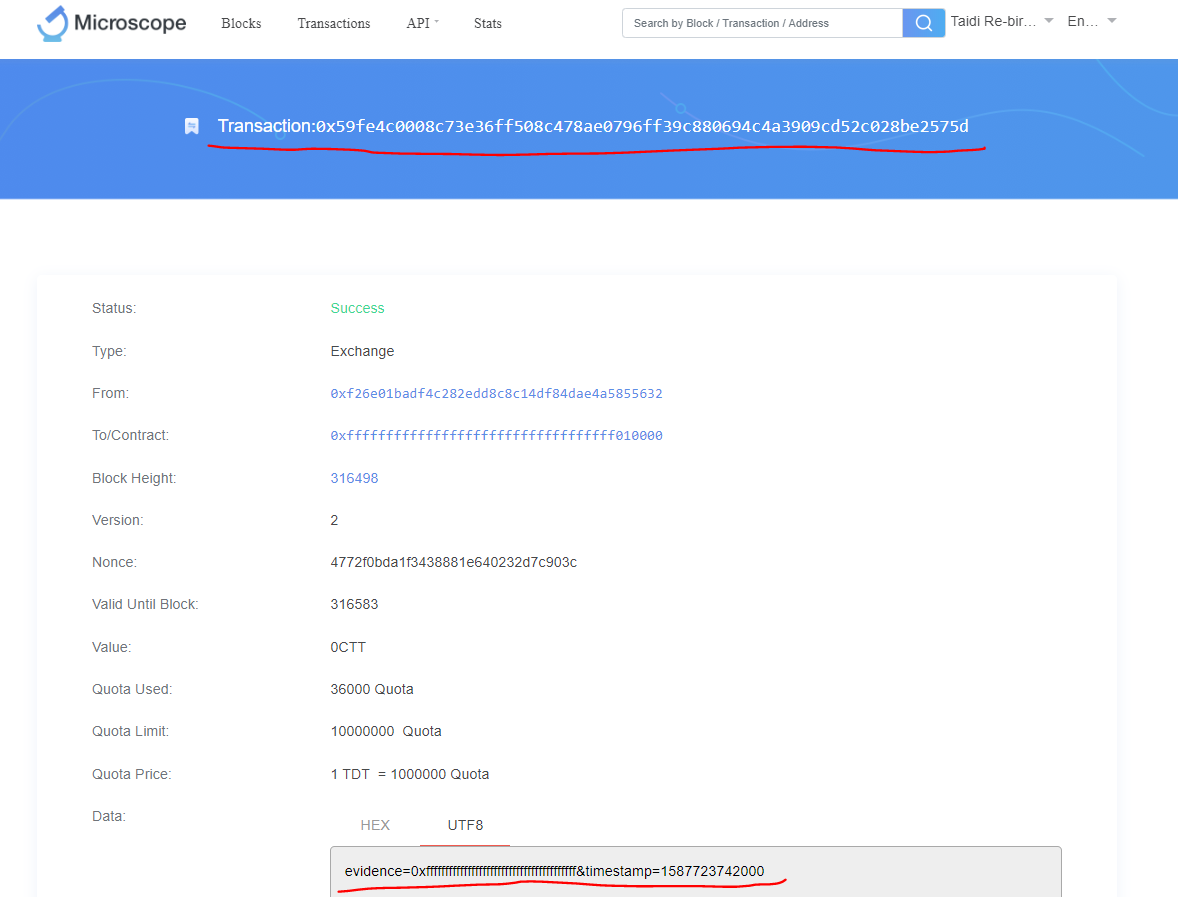 Microscope Blocks Transactions API Stats Search by Block / Transaction / Address Taidi Re-bir... En...
Transaction:0x59fe4c0008c73e36ff508c478ae0796ff39c880694c4a3909cd52c028be2575d
Status: Success
Type: Exchange
From: 0xf26e01badf4c282edd8c8c14df84dae4a5855632
To/Contract: 0xffffffffffffffffffffffffffffffffff010000
Block Height: 316498
Version: 2
Nonce: 4772f0bda1f3438881e640232d7c903c
Valid Until Block: 316583
Value: 0CTT
Quota Used: 36000 Quota
Quota Limit: 10000000 Quota
Quota Price: 1 TDT = 1000000 Quota
Data: HEX UTF8
evidence=0xffffffffffffffffffffffffffffffffffffffff&timestamp=1587723742000